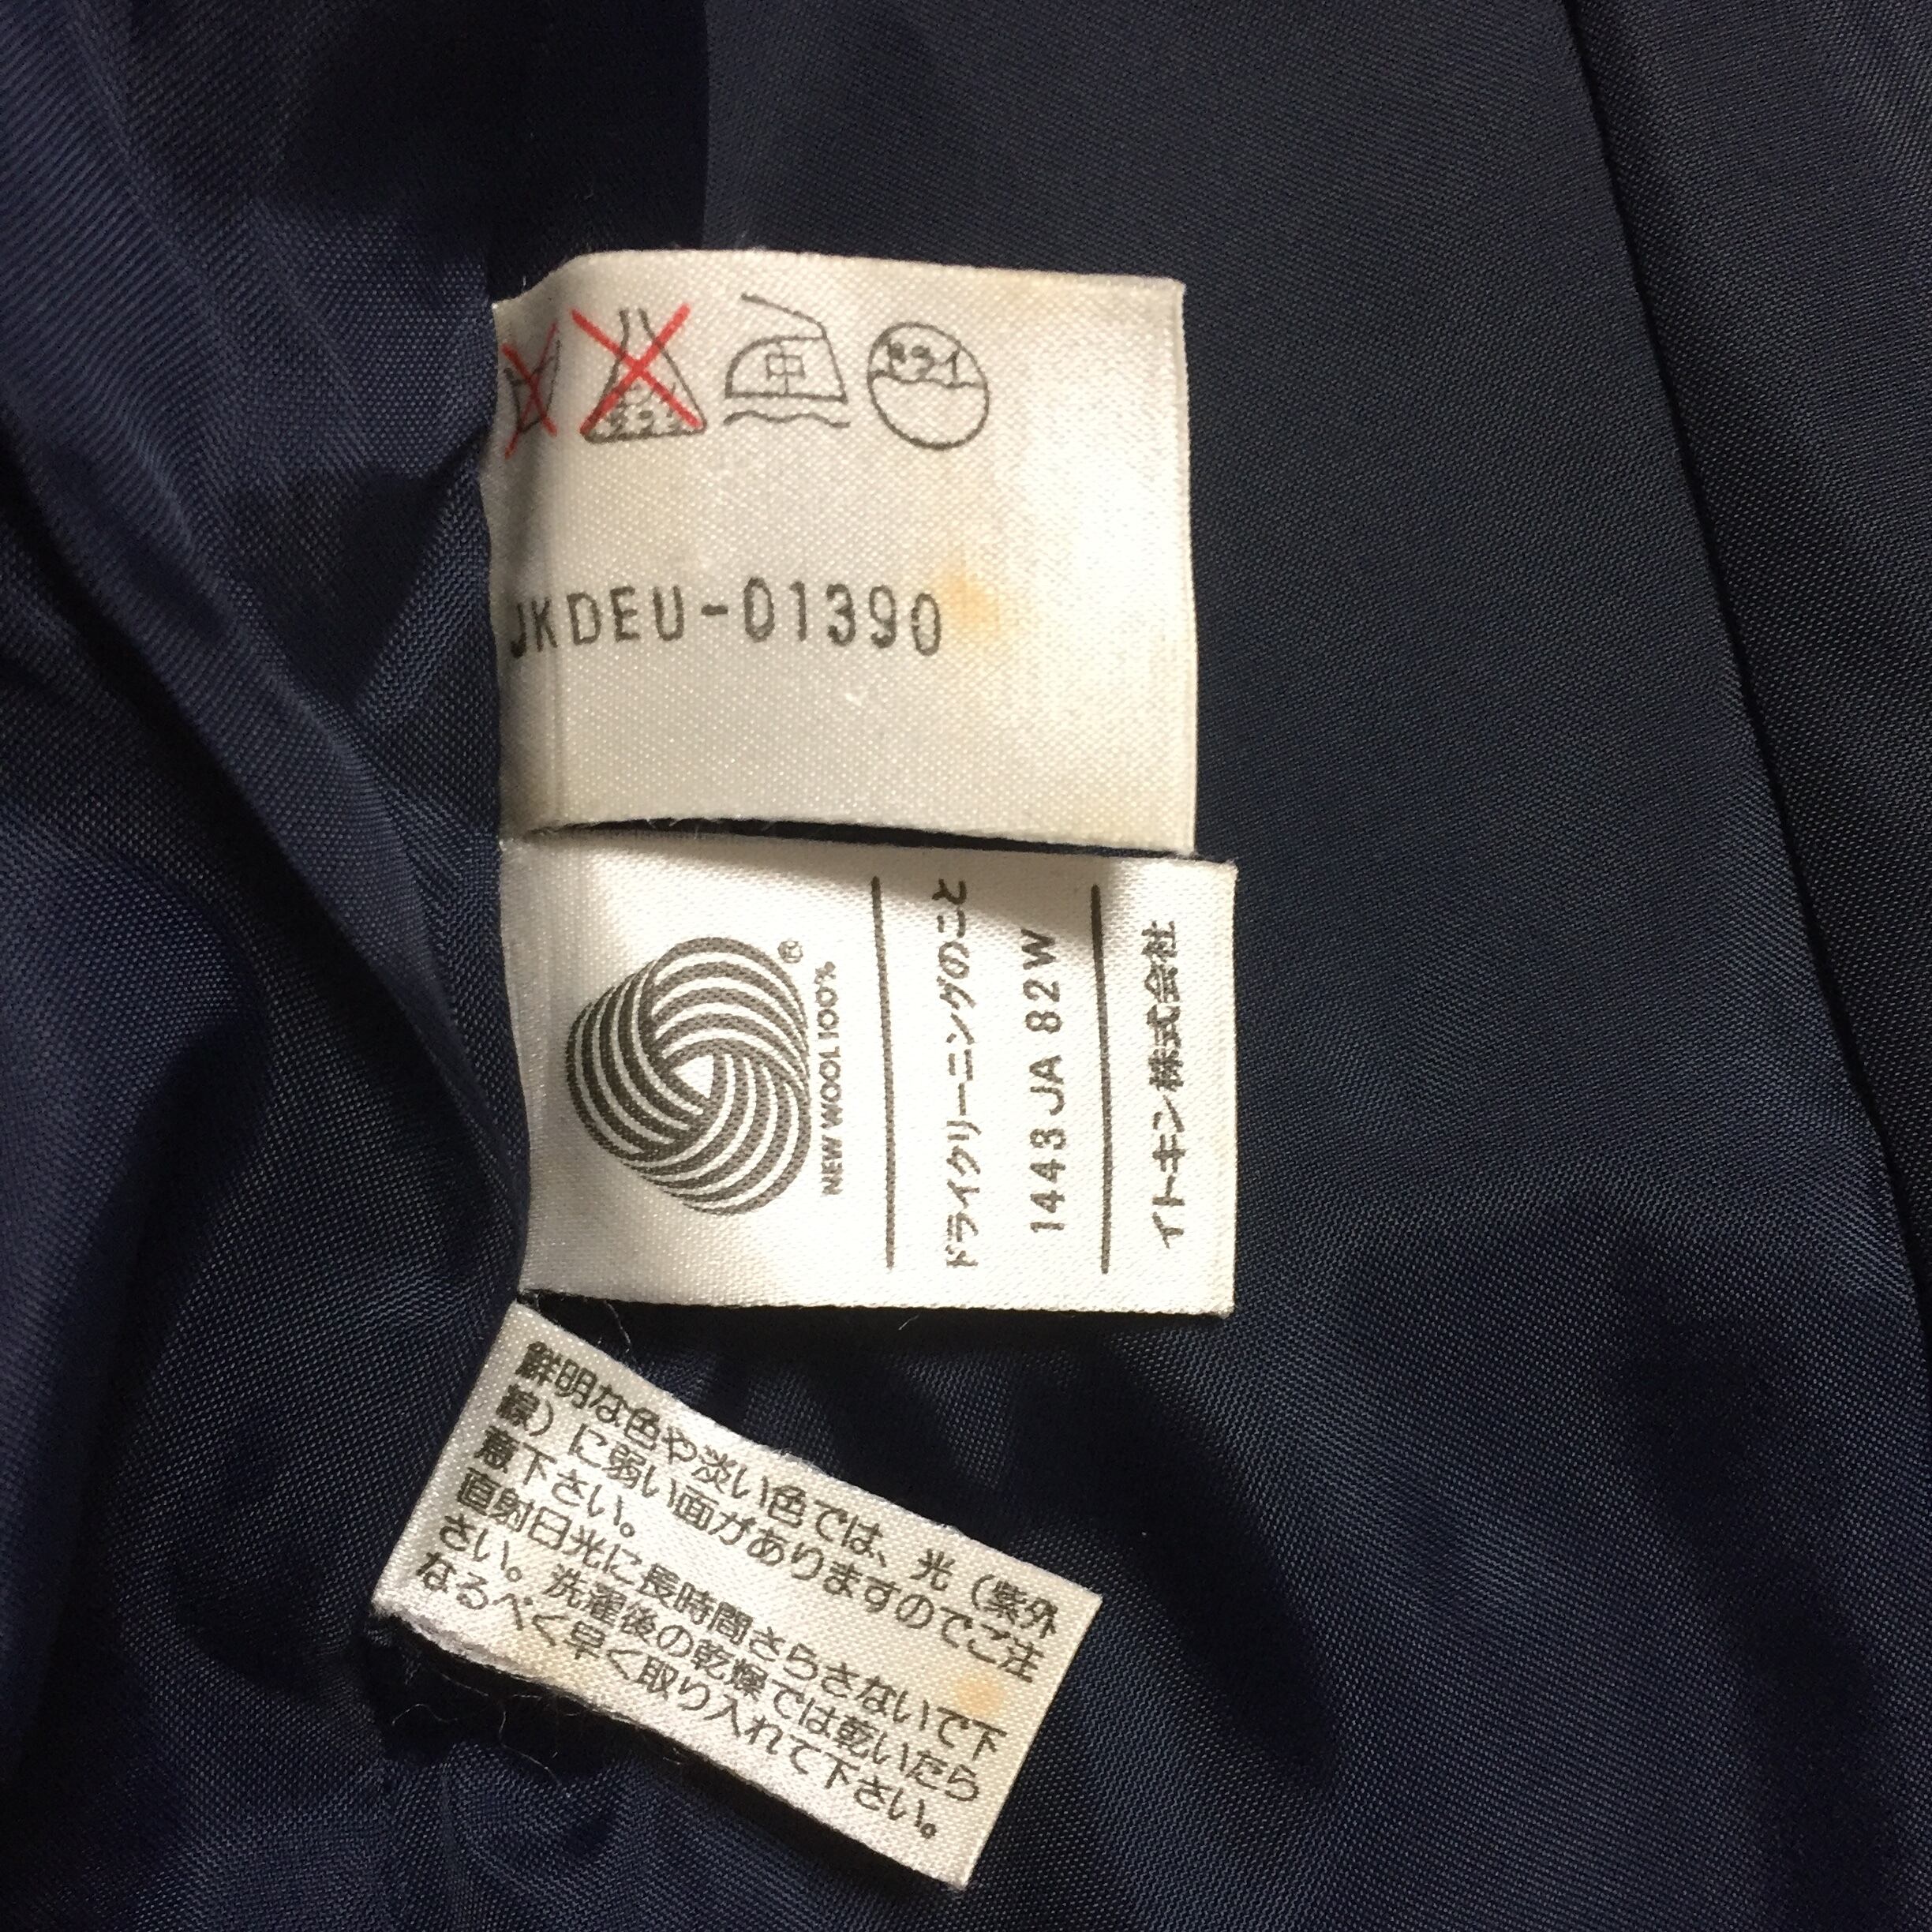 中
ドライ
JKDEU-01390
®
NEW WOOL 100%
ドライクリーニングのこと
1443 JA 82W
イトキン株式会社
鮮明な色や淡い色では、光（紫外
線）に弱い面がありますのでご注
意下さい。
直射日光に長時間さらさないで下
さい。洗濯後の乾燥では乾いたら
なるべく早く取り入れて下さい。